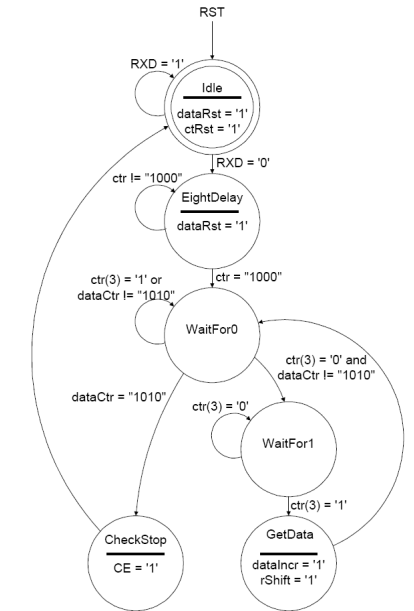 RST
RXD = '1'
Idle
dataRst = '1'
ctRst = '1'
RXD = '0'
ctr != "1000"
EightDelay
dataRst = '1'
ctr = "1000"
ctr(3) = '1' or
dataCtr != "1010"
WaitFor0
ctr(3) = '0' and
dataCtr != "1010"
dataCtr = "1010"
ctr(3) = '0'
WaitFor1
ctr(3) = '1'
CheckStop
CE = '1'
GetData
dataIncr = '1'
rShift = '1'